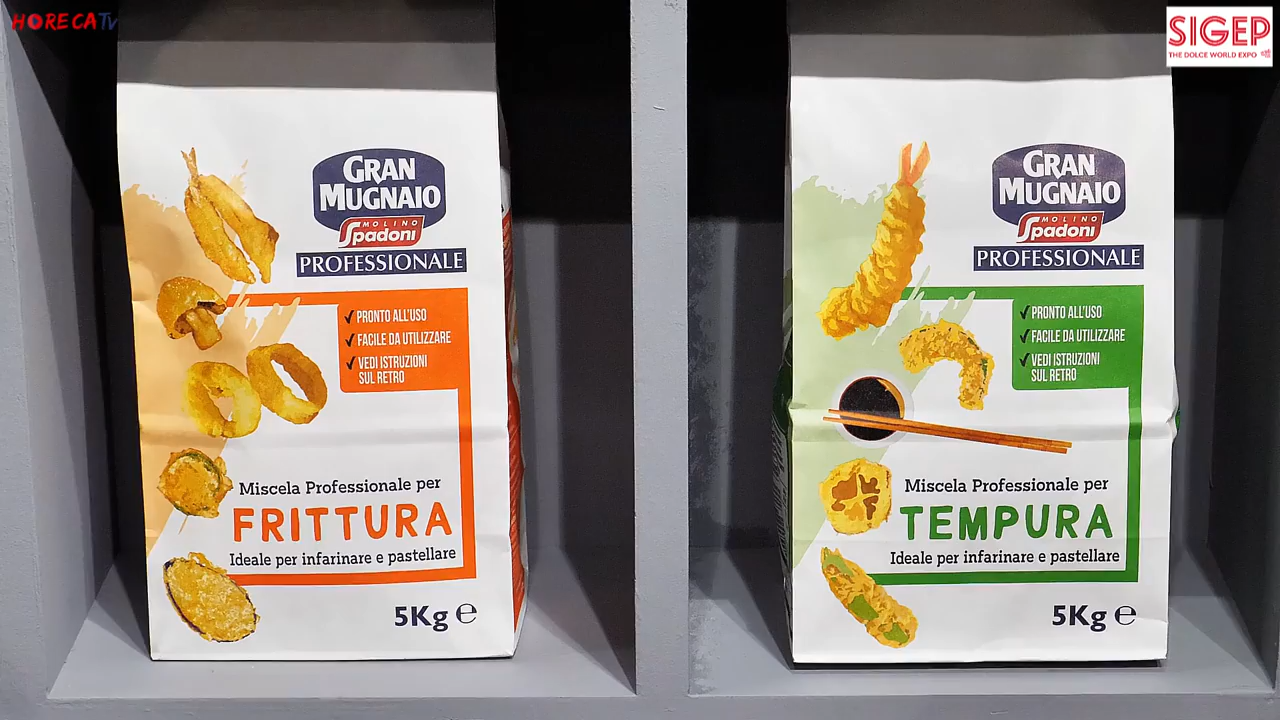 HORECATv
SIGEP
THE DOLCE WORLD EXPO
GRAN
MUGNAIO
MOLINO
Spadoni
PROFESSIONALE
PRONTO ALL'USO
FACILE DA UTILIZZARE
VEDI ISTRUZIONI
SUL RETRO
Miscela Professionale per
FRITTURA
Ideale per infarinare e pastellare
5Kg ℮
GRAN
MUGNAIO
MOLINO
Spadoni
PROFESSIONALE
PRONTO ALL'USO
FACILE DA UTILIZZARE
VEDI ISTRUZIONI
SUL RETRO
Miscela Professionale per
TEMPURA
Ideale per infarinare e pastellare
5Kg ℮